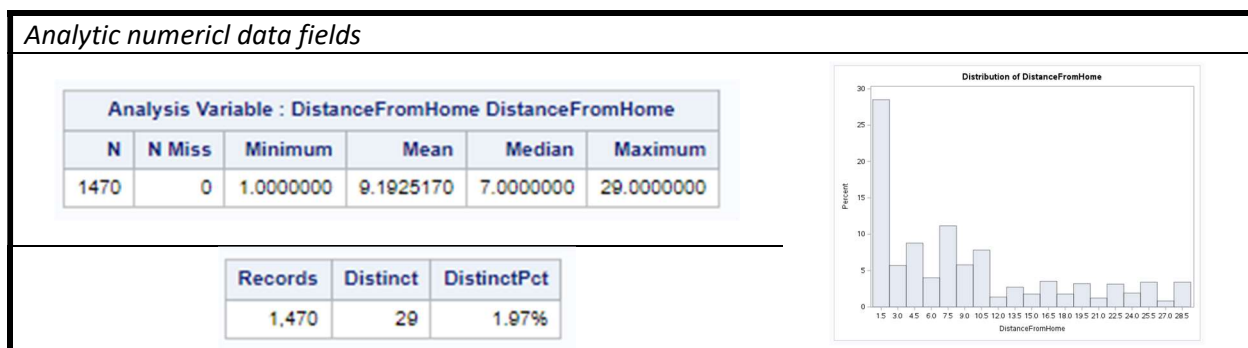 Analytic numericl data fields
Analysis Variable : DistanceFromHome DistanceFromHome
N N Miss Minimum Mean Median Maximum
1470 0 1.0000000 9.1925170 7.0000000 29.0000000
Records Distinct DistinctPct
1,470 29 1.97%
Distribution of DistanceFromHome
30
25
20
15
10
5
0
Percent
1.5 3.0 4.5 6.0 7.5 9.0 10.5 12.0 13.5 15.0 16.5 18.0 19.5 21.0 22.5 24.0 25.5 27.0 28.5
DistanceFromHome